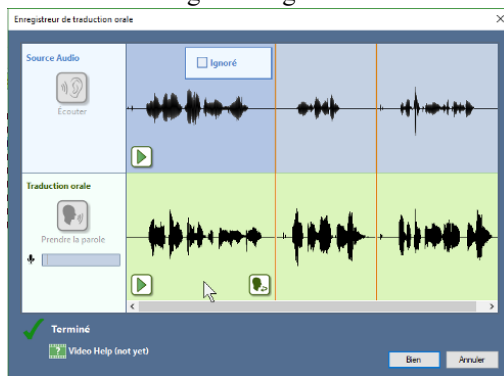 Enregistreur de traduction orale
Source Audio
Ignoré
Écouter
Traduction orale
Prendre la parole
Terminé
Video Help (not yet)
Bien
Annuler